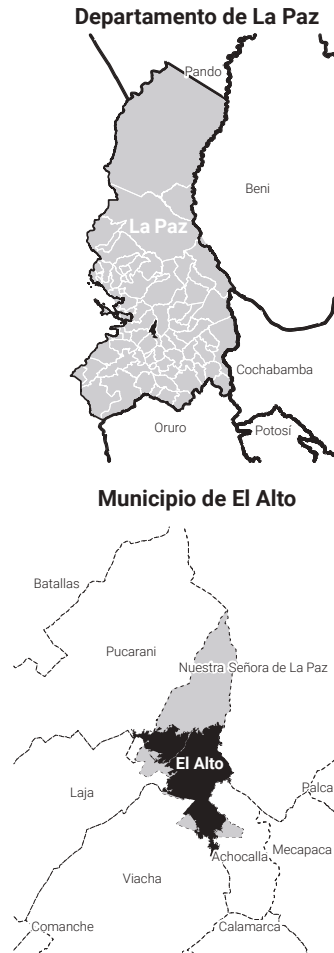 Departamento de La Paz
Pando
Beni
La Paz
Cochabamba
Oruro
Potosí
Municipio de El Alto
Batallas
Pucarani
Nuestra Señora de La Paz
El Alto
Palca
Laja
Mecapaca
Achocalla
Viacha
Comanche
Calamarca